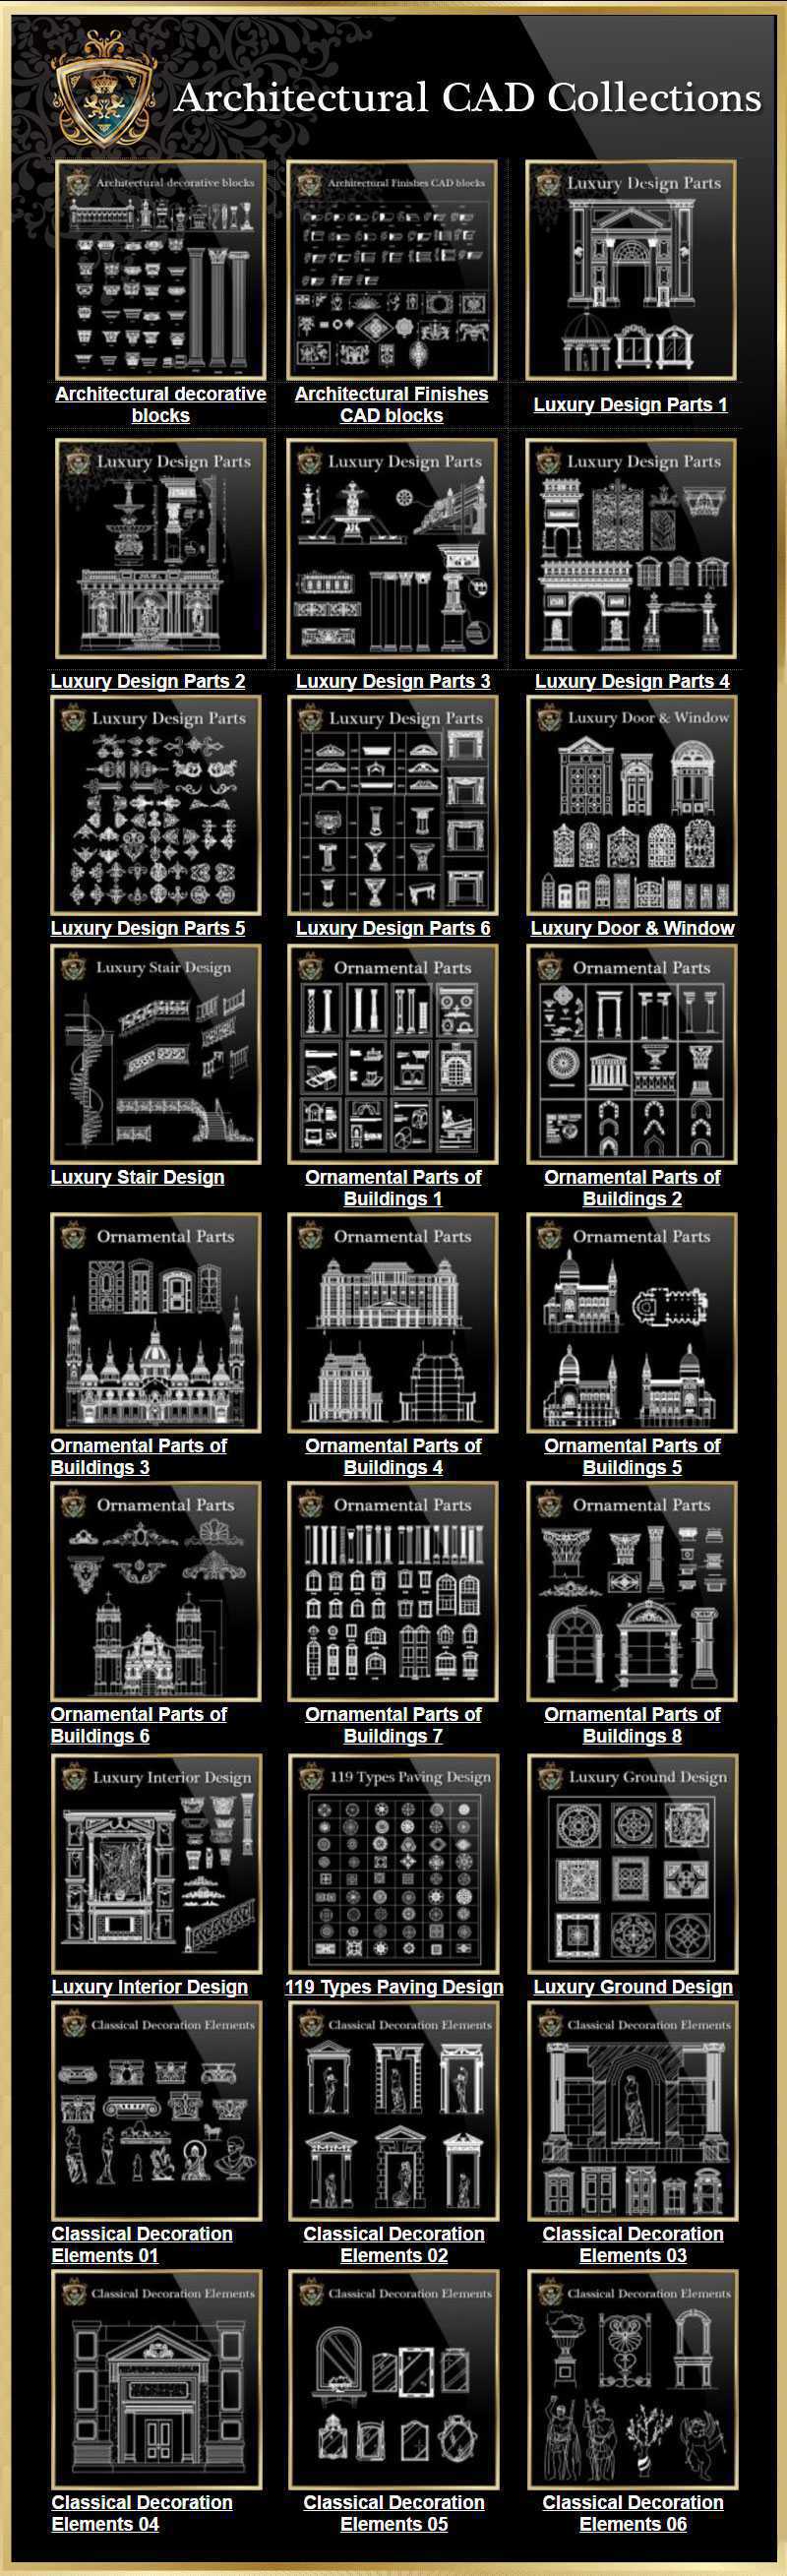 Architectural CAD Collections
Architectural decorative blocks
Architectural Finishes CAD blocks
Luxury Design Parts
Architectural decorative
blocks
Architectural Finishes
CAD blocks
Luxury Design Parts 1
Luxury Design Parts
Luxury Design Parts
Luxury Design Parts
Luxury Design Parts 2
Luxury Design Parts 3
Luxury Design Parts 4
Luxury Design Parts
Luxury Design Parts
Luxury Door & Window
Luxury Design Parts 5
Luxury Design Parts 6
Luxury Door & Window
Luxury Stair Design
Ornamental Parts
Ornamental Parts
Luxury Stair Design
Ornamental Parts of
Buildings 1
Ornamental Parts of
Buildings 2
Ornamental Parts
Ornamental Parts
Ornamental Parts
Ornamental Parts of
Buildings 3
Ornamental Parts of
Buildings 4
Ornamental Parts of
Buildings 5
Ornamental Parts
Ornamental Parts
Ornamental Parts
Ornamental Parts of
Buildings 6
Ornamental Parts of
Buildings 7
Ornamental Parts of
Buildings 8
Luxury Interior Design
119 Types Paving Design
Luxury Ground Design
Luxury Interior Design
119 Types Paving Design
Luxury Ground Design
Classical Decoration Elements
Classical Decoration Elements
Classical Decoration Elements
Classical Decoration
Elements 01
Classical Decoration
Elements 02
Classical Decoration
Elements 03
Classical Decoration Elements
Classical Decoration Elements
Classical Decoration Elements
Classical Decoration
Elements 04
Classical Decoration
Elements 05
Classical Decoration
Elements 06